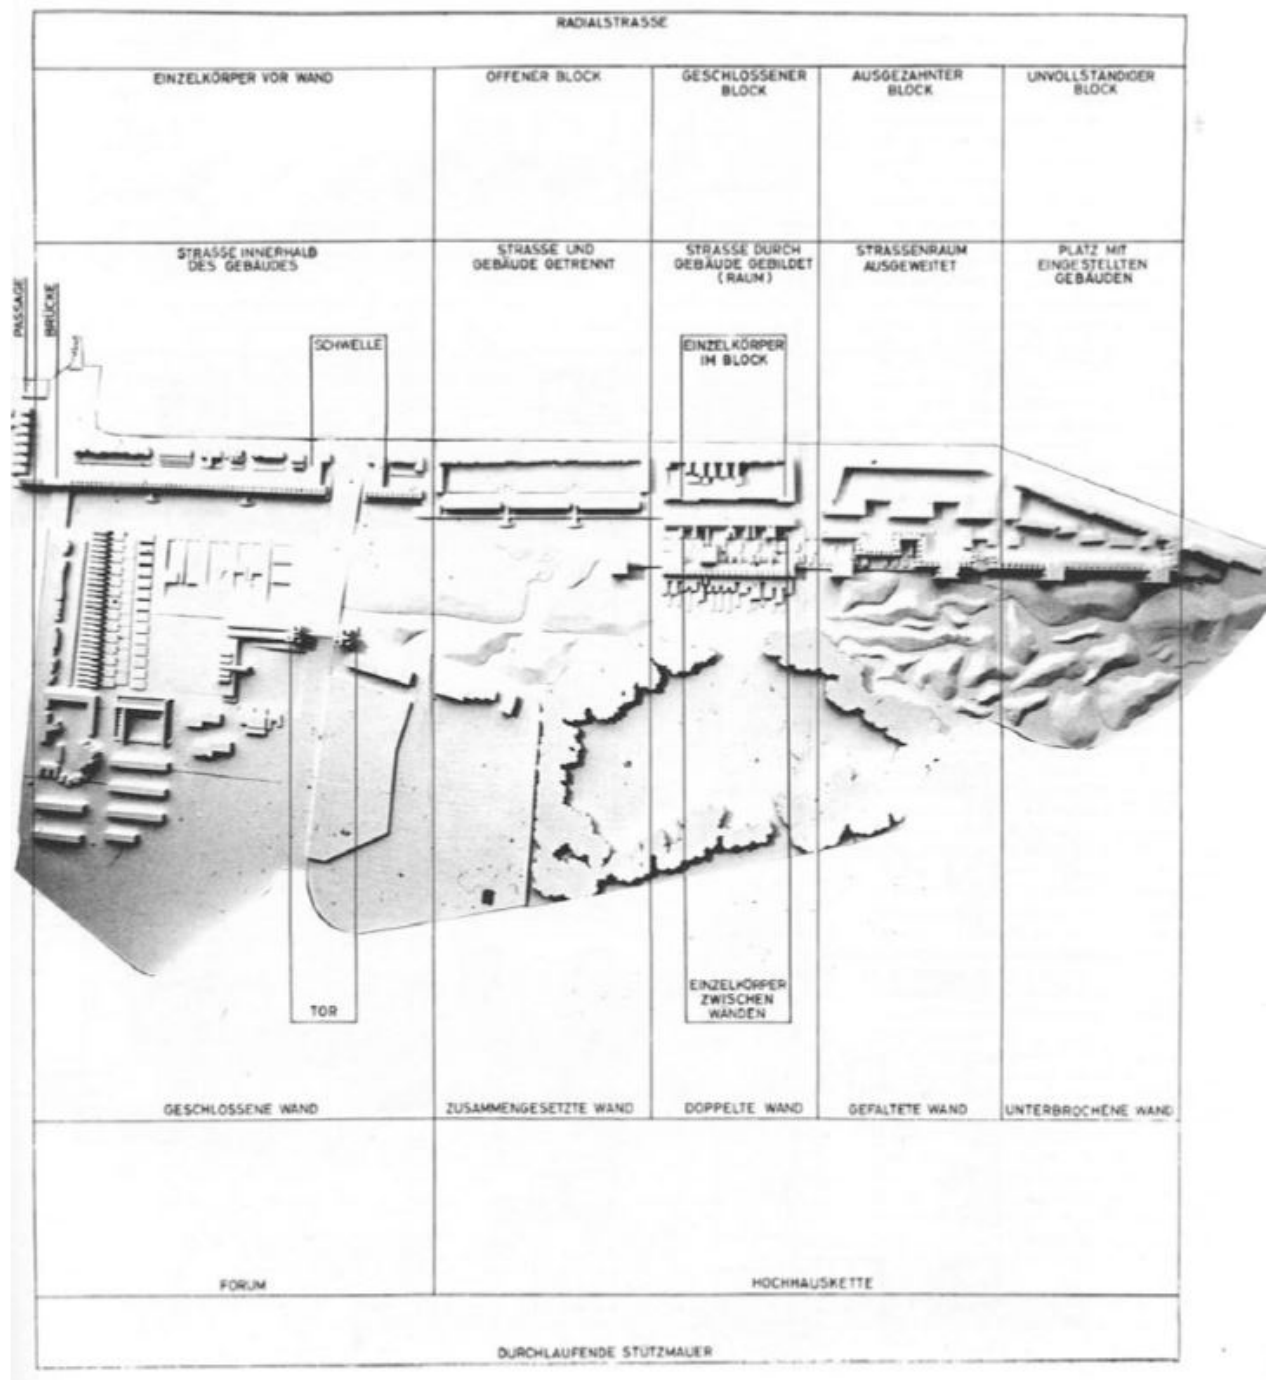 RADIALSTRASSE
EINZELKÖRPER VOR WAND
OFFENER BLOCK
GESCHLOSSENER
BLOCK
AUSGEZAHNTER
BLOCK
UNVOLLSTÄNDIGER
BLOCK
STRASSE INNERHALB
DES GEBÄUDES
STRASSE UND
GEBÄUDE GETRENNT
STRASSE DURCH
GEBÄUDE GEBILDET
(RAUM)
STRASSENRAUM
AUSGEWEITET
PLATZ MIT
EINGESTELLTEN
GEBÄUDEN
PASSAGE
BRÜCKE
SCHWELLE
EINZELKÖRPER
IM BLOCK
TOR
EINZELKÖRPER
ZWISCHEN
WÄNDEN
GESCHLOSSENE WAND
ZUSAMMENGESETZTE WAND
DOPPELTE WAND
GEFALTETE WAND
UNTERBROCHENE WAND
FORUM
HOCHHAUSKETTE
DURCHLAUFENDE STÜTZMAUER